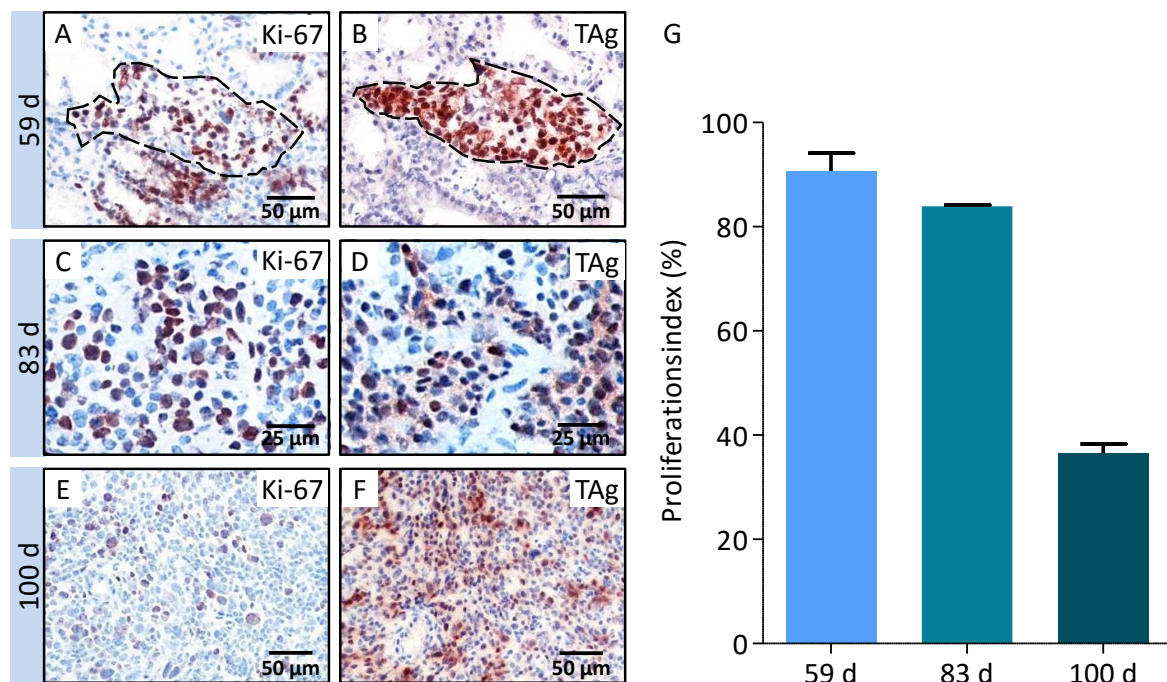 59 d
A
Ki-67
50 µm
B
TAg
50 µm
83 d
C
Ki-67
25 µm
D
TAg
25 µm
100 d
E
Ki-67
50 µm
F
TAg
50 µm
G
Proliferationsindex (%)
100
80
60
40
20
0
59 d
83 d
100 d